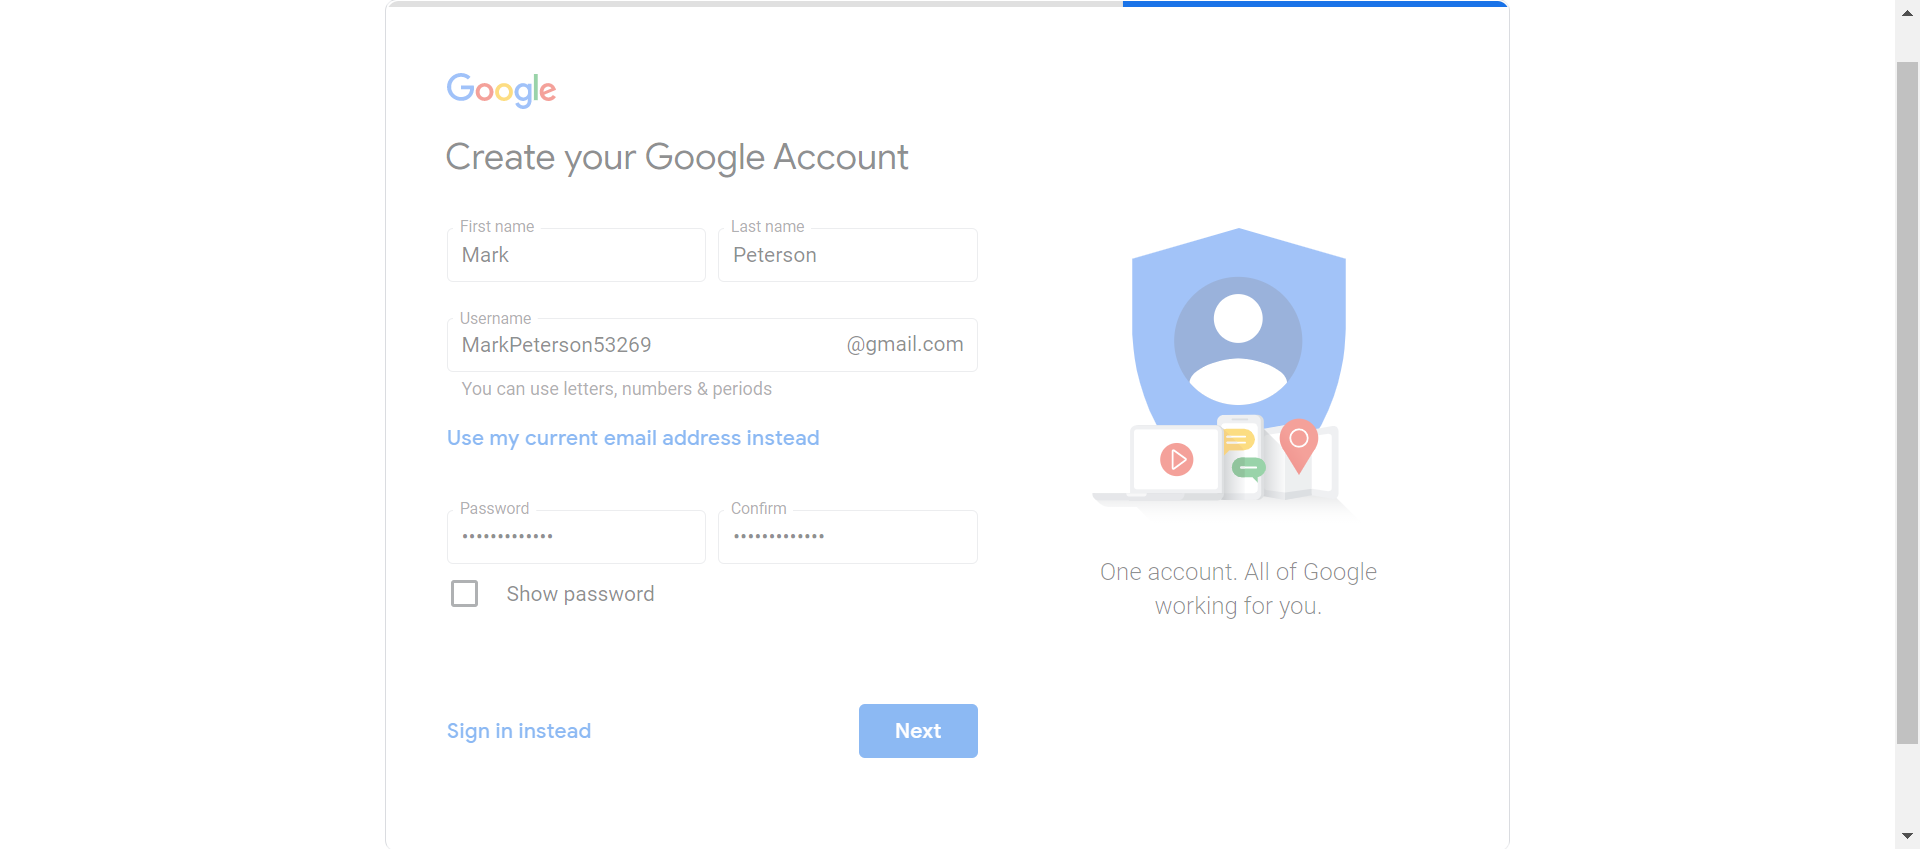 Google
Create your Google Account
First name
Last name
Mark
Peterson
Username
MarkPeterson53269
@gmail.com
You can use letters, numbers & periods
Use my current email address instead
Password
Confirm
•••••••••••••
•••••••••••••
Show password
One account. All of Google
working for you.
Sign in instead
Next